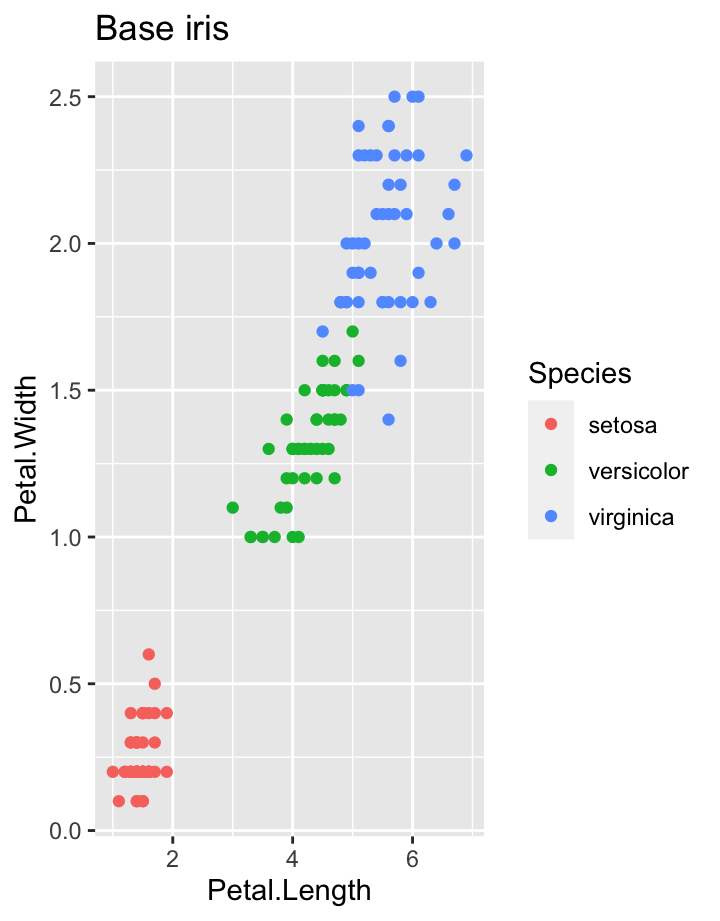 Base iris
2.5
2.0
1.5
1.0
0.5
0.0
Petal.Width
2 4 6
Petal.Length
Species
setosa
versicolor
virginica